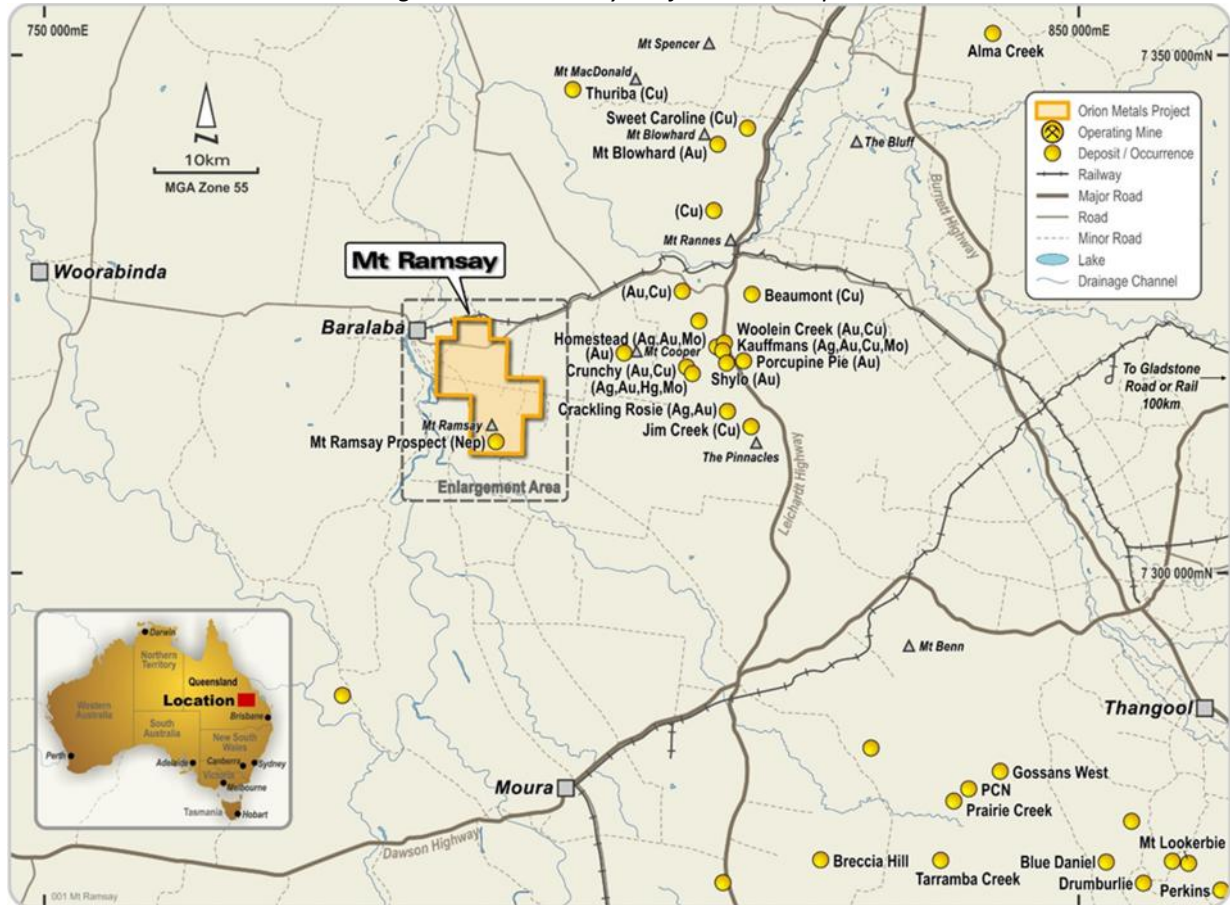 750 000mE
850 000mE
Mt Spencer
Alma Creek
7 350 000mN
Mt MacDonald
Thuriba (Cu)
Sweet Caroline (Cu)
Mt Blowhard
Mt Blowhard (Au)
The Bluff
N
10km
MGA Zone 55
Orion Metals Project
Operating Mine
Deposit / Occurrence
Railway
Major Road
Road
Minor Road
Lake
Drainage Channel
Burnett Highway
(Cu)
Mt Rannes
Woorabinda
Mt Ramsay
(Au,Cu)
Beaumont (Cu)
Baralaba
Homestead (Ag,Au,Mo)
Woolein Creek (Au,Cu)
Kauffmans (Ag,Au,Cu,Mo)
(Au)
Mt Cooper
Porcupine Pie (Au)
Crunchy (Au,Cu)
Shylo (Au)
(Ag,Au,Hg,Mo)
To Gladstone
Road or Rail
100km
Crackling Rosie (Ag,Au)
Mt Ramsay
Jim Creek (Cu)
Mt Ramsay Prospect (Nep)
The Pinnacles
Enlargement Area
Leichardt Highway
7 300 000mN
Darwin
Northern
Territory
Queensland
Location
Western
Australia
South
Australia
Brisbane
New South
Wales
Perth
Adelaide
Canberra
Sydney
Victoria
Melbourne
Tasmania
Hobart
Mt Benn
Thangool
Moura
Gossans West
PCN
Prairie Creek
Dawson Highway
Mt Lookerbie
Breccia Hill
Tarramba Creek
Blue Daniel
Drumburlie
Perkins
001 Mt Ramsay